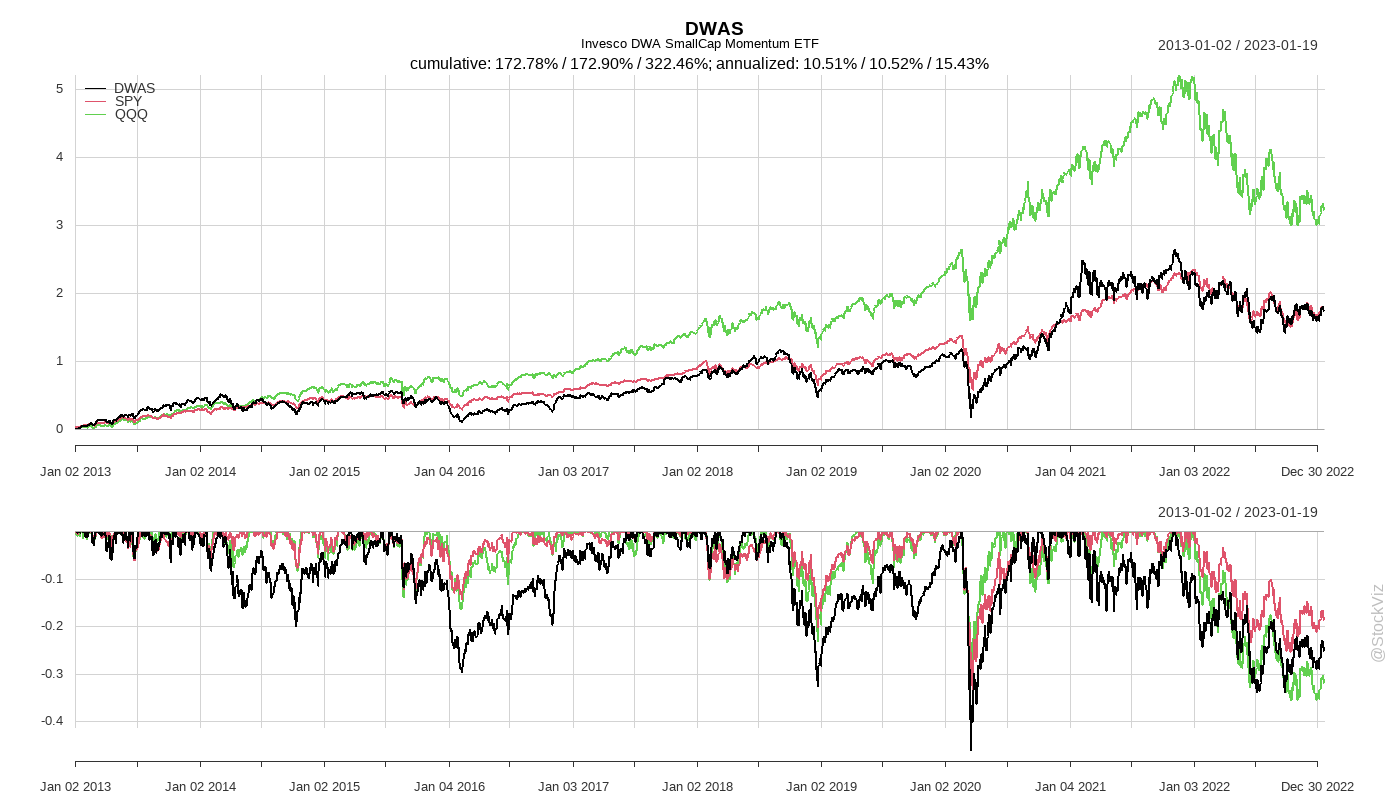 DWAS
Invesco DWA SmallCap Momentum ETF
2013-01-02 / 2023-01-19
cumulative: 172.78% / 172.90% / 322.46%; annualized: 10.51% / 10.52% / 15.43%
DWAS
SPY
QQQ
5
4
3
2
1
0
Jan 02 2013 Jan 02 2014 Jan 02 2015 Jan 04 2016 Jan 03 2017 Jan 02 2018 Jan 02 2019 Jan 02 2020 Jan 04 2021 Jan 03 2022 Dec 30 2022
2013-01-02 / 2023-01-19
-0.1
-0.2
-0.3
-0.4
Jan 02 2013 Jan 02 2014 Jan 02 2015 Jan 04 2016 Jan 03 2017 Jan 02 2018 Jan 02 2019 Jan 02 2020 Jan 04 2021 Jan 03 2022 Dec 30 2022
@StockViz